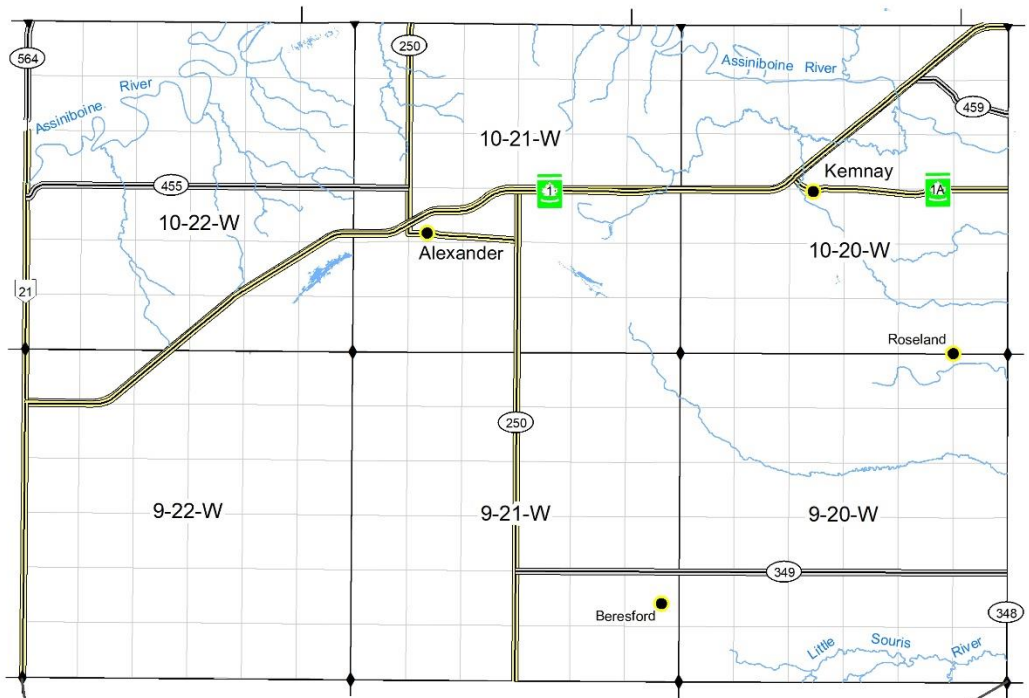 250
564
Assiniboine River
Assiniboine River
459
10-21-W
Kemnay
455
1
1A
10-22-W
Alexander
10-20-W
21
Roseland
250
9-22-W
9-21-W
9-20-W
349
Beresford
348
Little Souris River